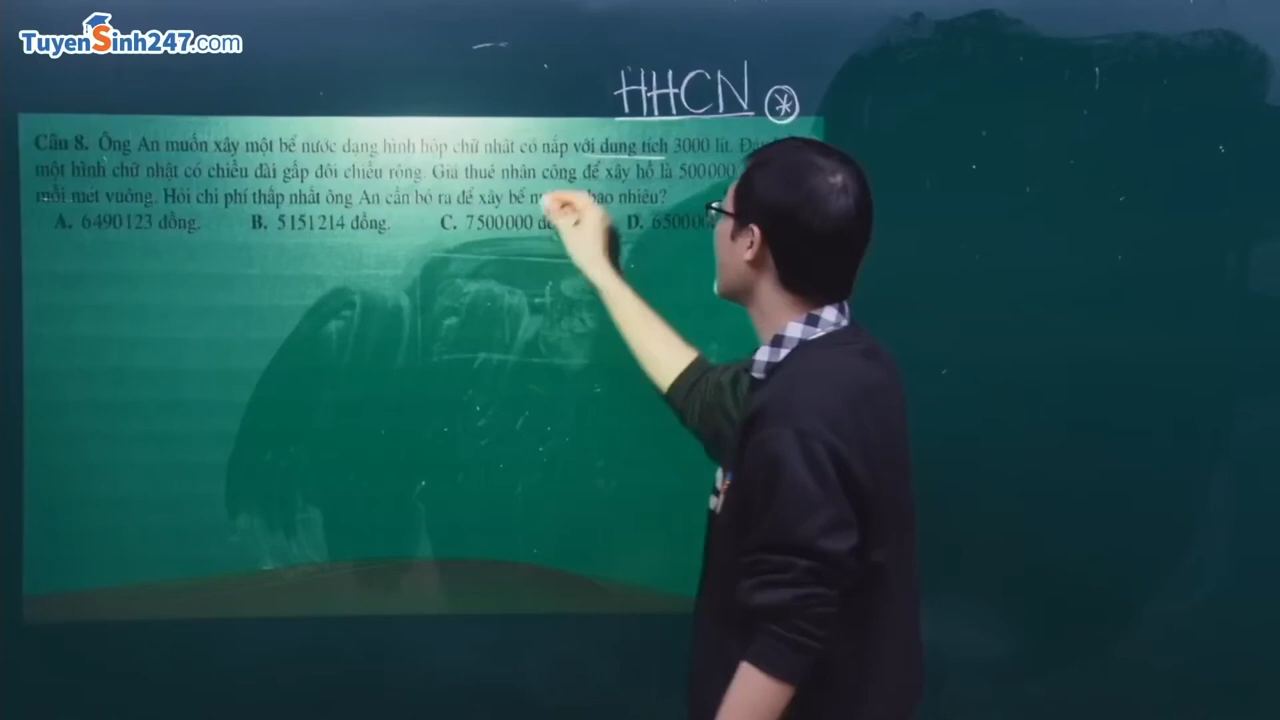 TuyenSinh247.com
HHCN *
Câu 8. Ông An muốn xây một bể nước dạng hình hộp chữ nhật có nắp với dung tích 3000 lít.
một hình chữ nhật có chiều dài gấp đôi chiều rộng. Giá thuê nhân công để xây hồ là 500000
mỗi mét vuông. Hỏi chi phí thấp nhất ông An cần bỏ ra để xây bể bao nhiêu?
A. 6490123 đồng. B. 5151214 đồng. C. 7500000 D.